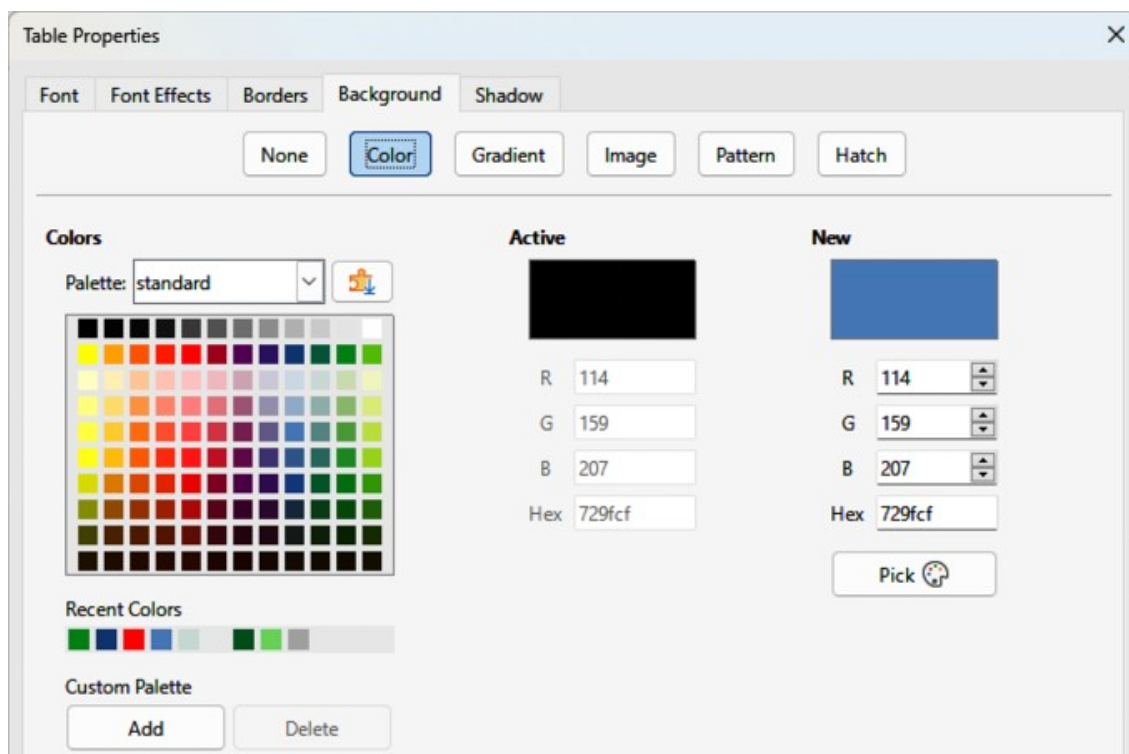 Table Properties
Font Font Effects Borders Background Shadow
None Color Gradient Image Pattern Hatch
Colors Active New
Palette: standard
R 114 R 114
G 159 G 159
B 207 B 207
Hex 729fcf Hex 729fcf
Pick
Recent Colors
Custom Palette
Add Delete